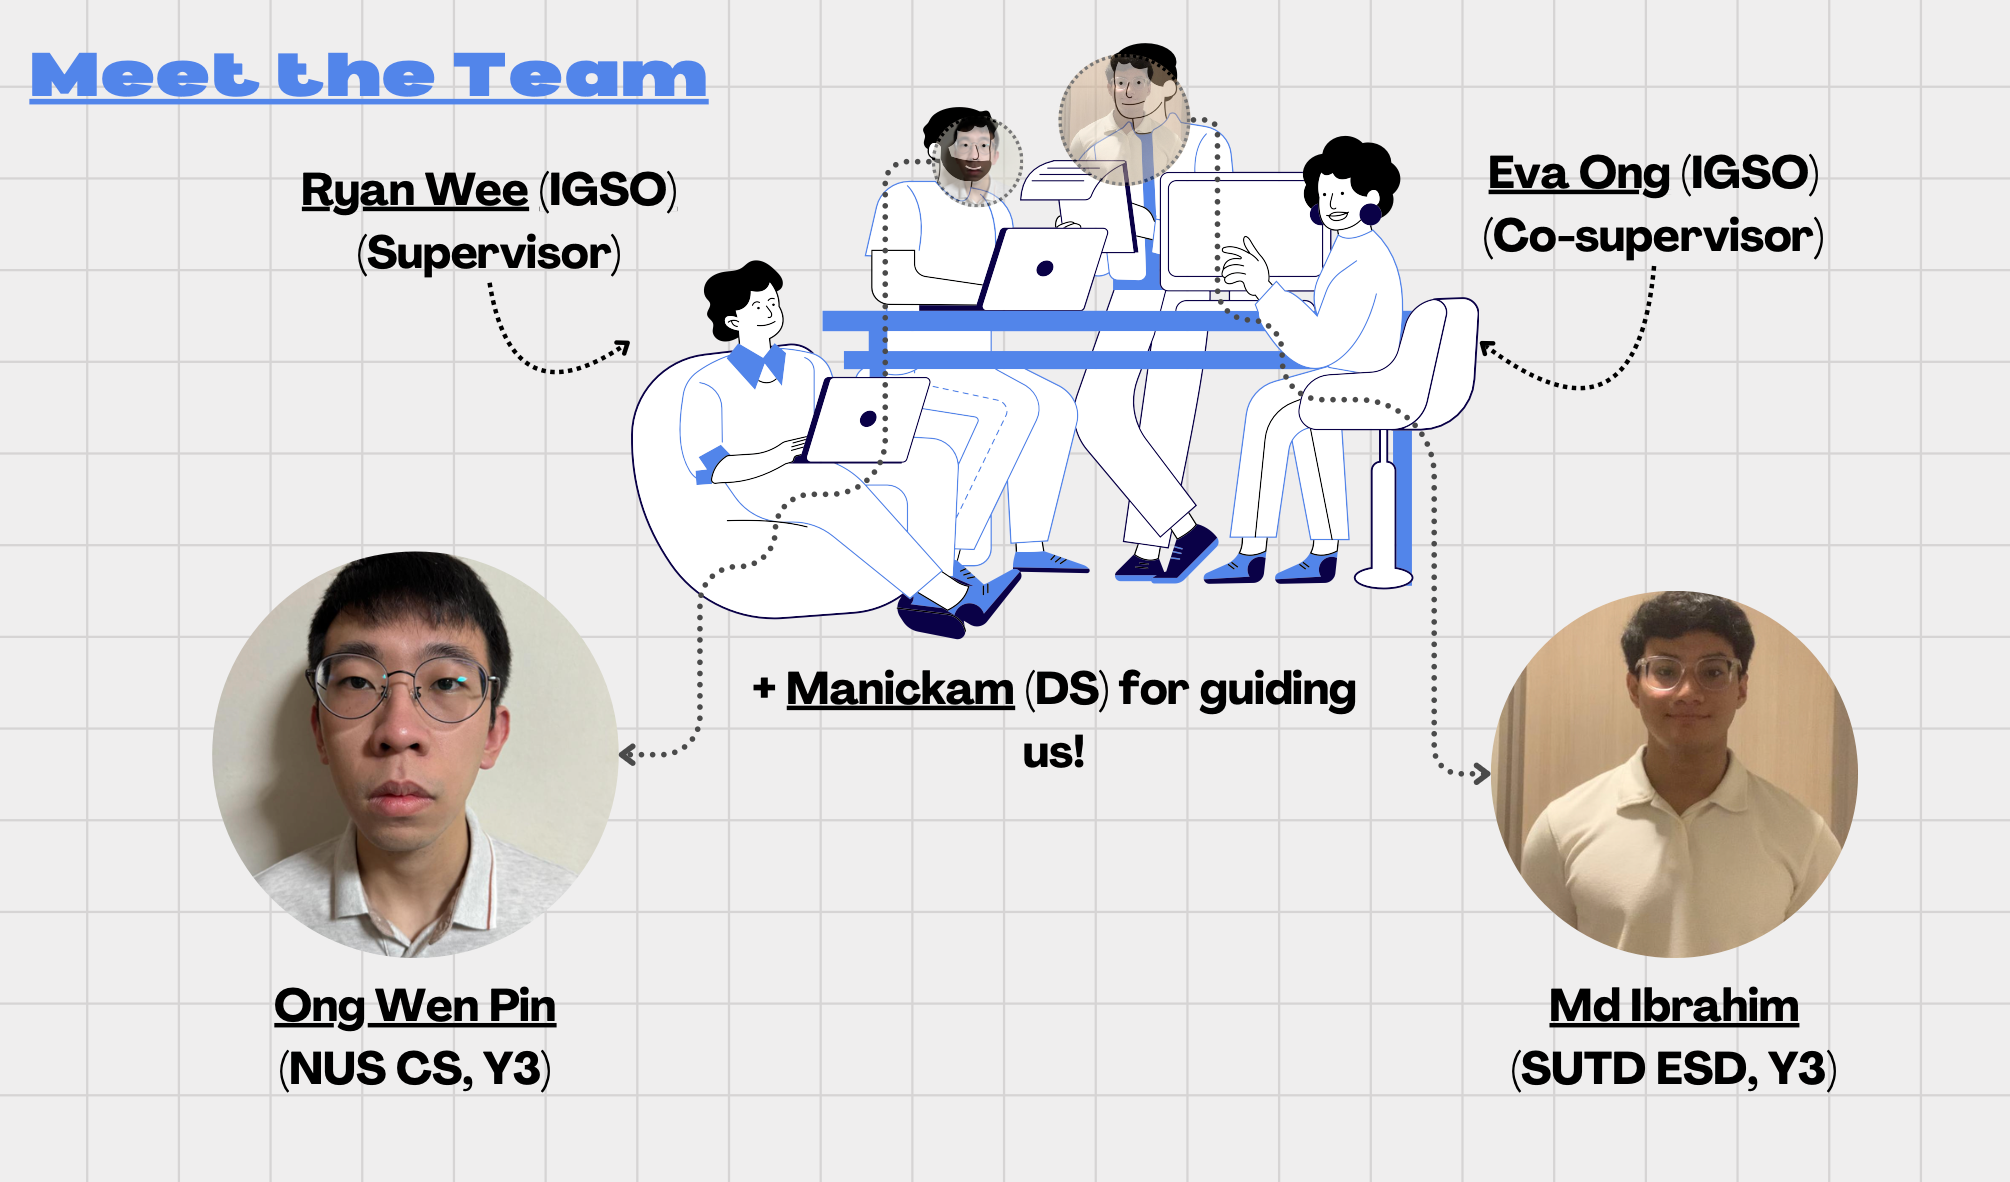 Meet the Team
Ryan Wee (IGSO)
(Supervisor)
Eva Ong (IGSO)
(Co-supervisor)
+ Manickam (DS) for guiding
us!
Ong Wen Pin
(NUS CS, Y3)
Md Ibrahim
(SUTD ESD, Y3)